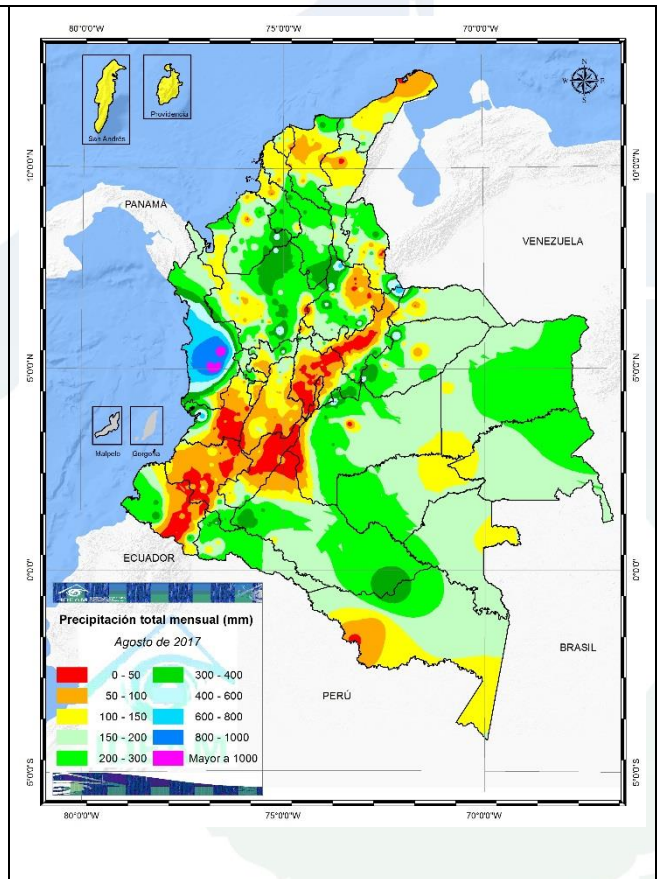 80°0'0"W 75°0'0"W 70°0'0"W
San Andrés
Providencia
N
W E
S
10°0'0"N
10°0'0"N
PANAMÁ
VENEZUELA
5°0'0"N
5°0'0"N
Malpelo
Gorgona
ECUADOR
0°0'0"
0°0'0"
Precipitación total mensual (mm)
Agosto de 2017
0 - 50 300 - 400
50 - 100 400 - 600
100 - 150 600 - 800
150 - 200 800 - 1000
200 - 300 Mayor a 1000
BRASIL
PERÚ
5°0'0"S
5°0'0"S
80°0'0"W 75°0'0"W 70°0'0"W